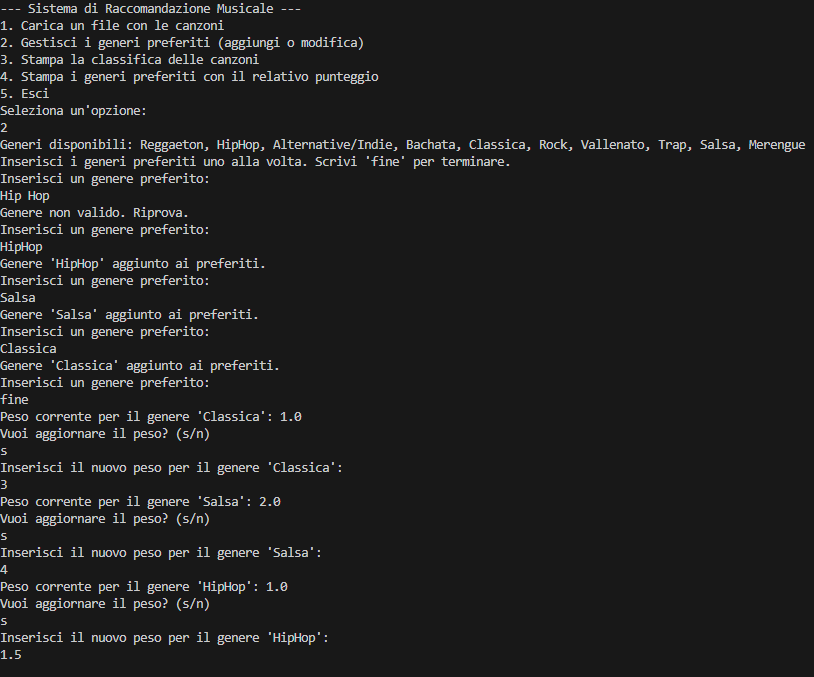 --- Sistema di Raccomandazione Musicale ---
1. Carica un file con le canzoni
2. Gestisci i generi preferiti (aggiungi o modifica)
3. Stampa la classifica delle canzoni
4. Stampa i generi preferiti con il relativo punteggio
5. Esci
Seleziona un'opzione:
2
Generi disponibili: Reggaeton, HipHop, Alternative/Indie, Bachata, Classica, Rock, Vallenato, Trap, Salsa, Merengue
Inserisci i generi preferiti uno alla volta. Scrivi 'fine' per terminare.
Inserisci un genere preferito:
Hip Hop
Genere non valido. Riprova.
Inserisci un genere preferito:
HipHop
Genere 'HipHop' aggiunto ai preferiti.
Inserisci un genere preferito:
Salsa
Genere 'Salsa' aggiunto ai preferiti.
Inserisci un genere preferito:
Classica
Genere 'Classica' aggiunto ai preferiti.
Inserisci un genere preferito:
fine
Peso corrente per il genere 'Classica': 1.0
Vuoi aggiornare il peso? (s/n)
s
Inserisci il nuovo peso per il genere 'Classica':
3
Peso corrente per il genere 'Salsa': 2.0
Vuoi aggiornare il peso? (s/n)
s
Inserisci il nuovo peso per il genere 'Salsa':
4
Peso corrente per il genere 'HipHop': 1.0
Vuoi aggiornare il peso? (s/n)
s
Inserisci il nuovo peso per il genere 'HipHop':
1.5